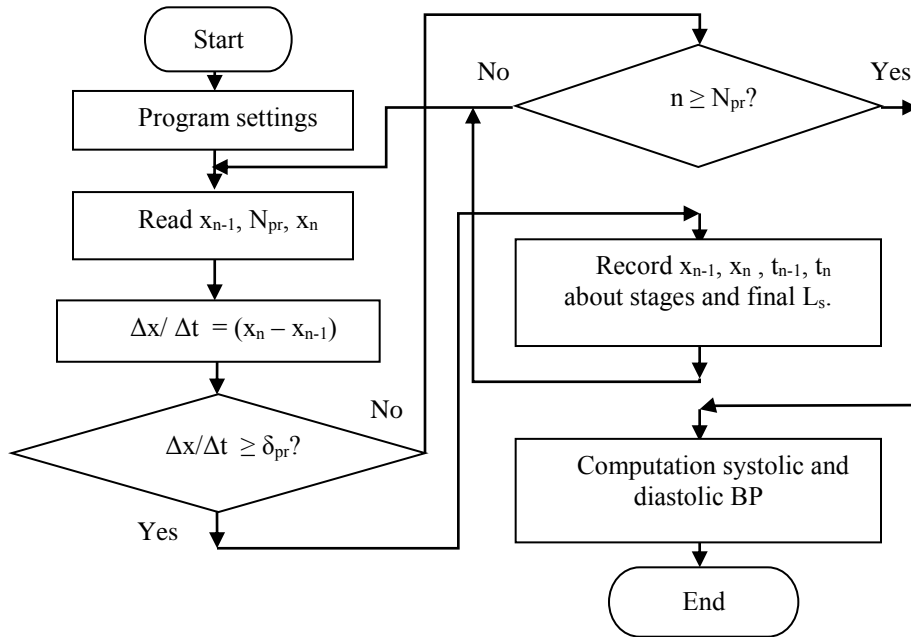 Start
Program settings
Read xₙ₋₁, Nₚᵣ, xₙ
Δx/ Δt = (xₙ – xₙ₋₁)
Δx/Δt ≥ δₚᵣ?
No
Yes
n ≥ Nₚᵣ?
No
Yes
Record xₙ₋₁, xₙ , tₙ₋₁, tₙ
about stages and final Lₛ.
Computation systolic and
diastolic BP
End